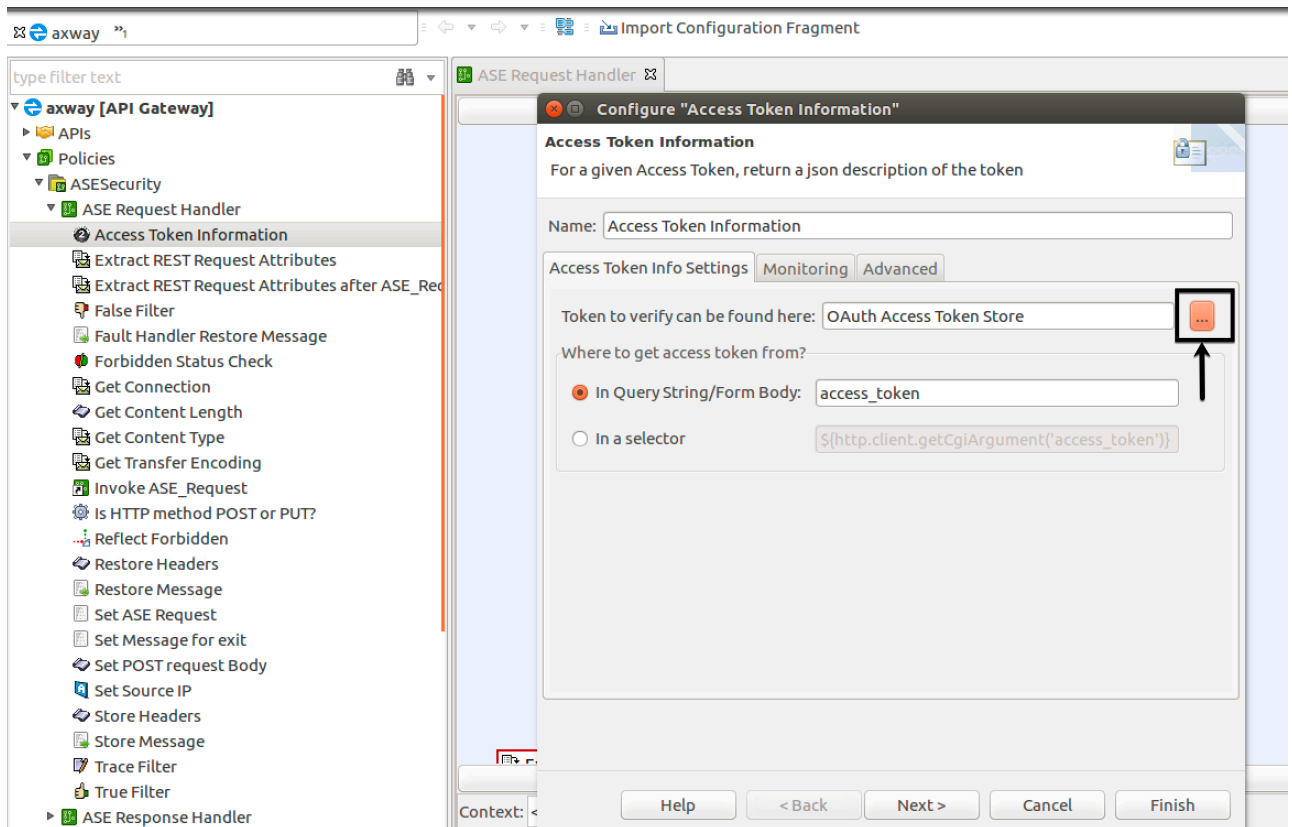 axway "1
Import Configuration Fragment
type filter text
axway [API Gateway]
APIs
Policies
ASESecurity
ASE Request Handler
Access Token Information
Extract REST Request Attributes
Extract REST Request Attributes after ASE_Rec
False Filter
Fault Handler Restore Message
Forbidden Status Check
Get Connection
Get Content Length
Get Content Type
Get Transfer Encoding
Invoke ASE_Request
Is HTTP method POST or PUT?
Reflect Forbidden
Restore Headers
Restore Message
Set ASE Request
Set Message for exit
Set POST request Body
Set Source IP
Store Headers
Store Message
Trace Filter
True Filter
ASE Response Handler
ASE Request Handler
Configure "Access Token Information"
Access Token Information
For a given Access Token, return a json description of the token
Name: Access Token Information
Access Token Info Settings Monitoring Advanced
Token to verify can be found here: OAuth Access Token Store ...
Where to get access token from?
In Query String/Form Body: access_token
In a selector ${http.client.getCgiArgument('access_token')}
Context: <
Help < Back Next > Cancel Finish